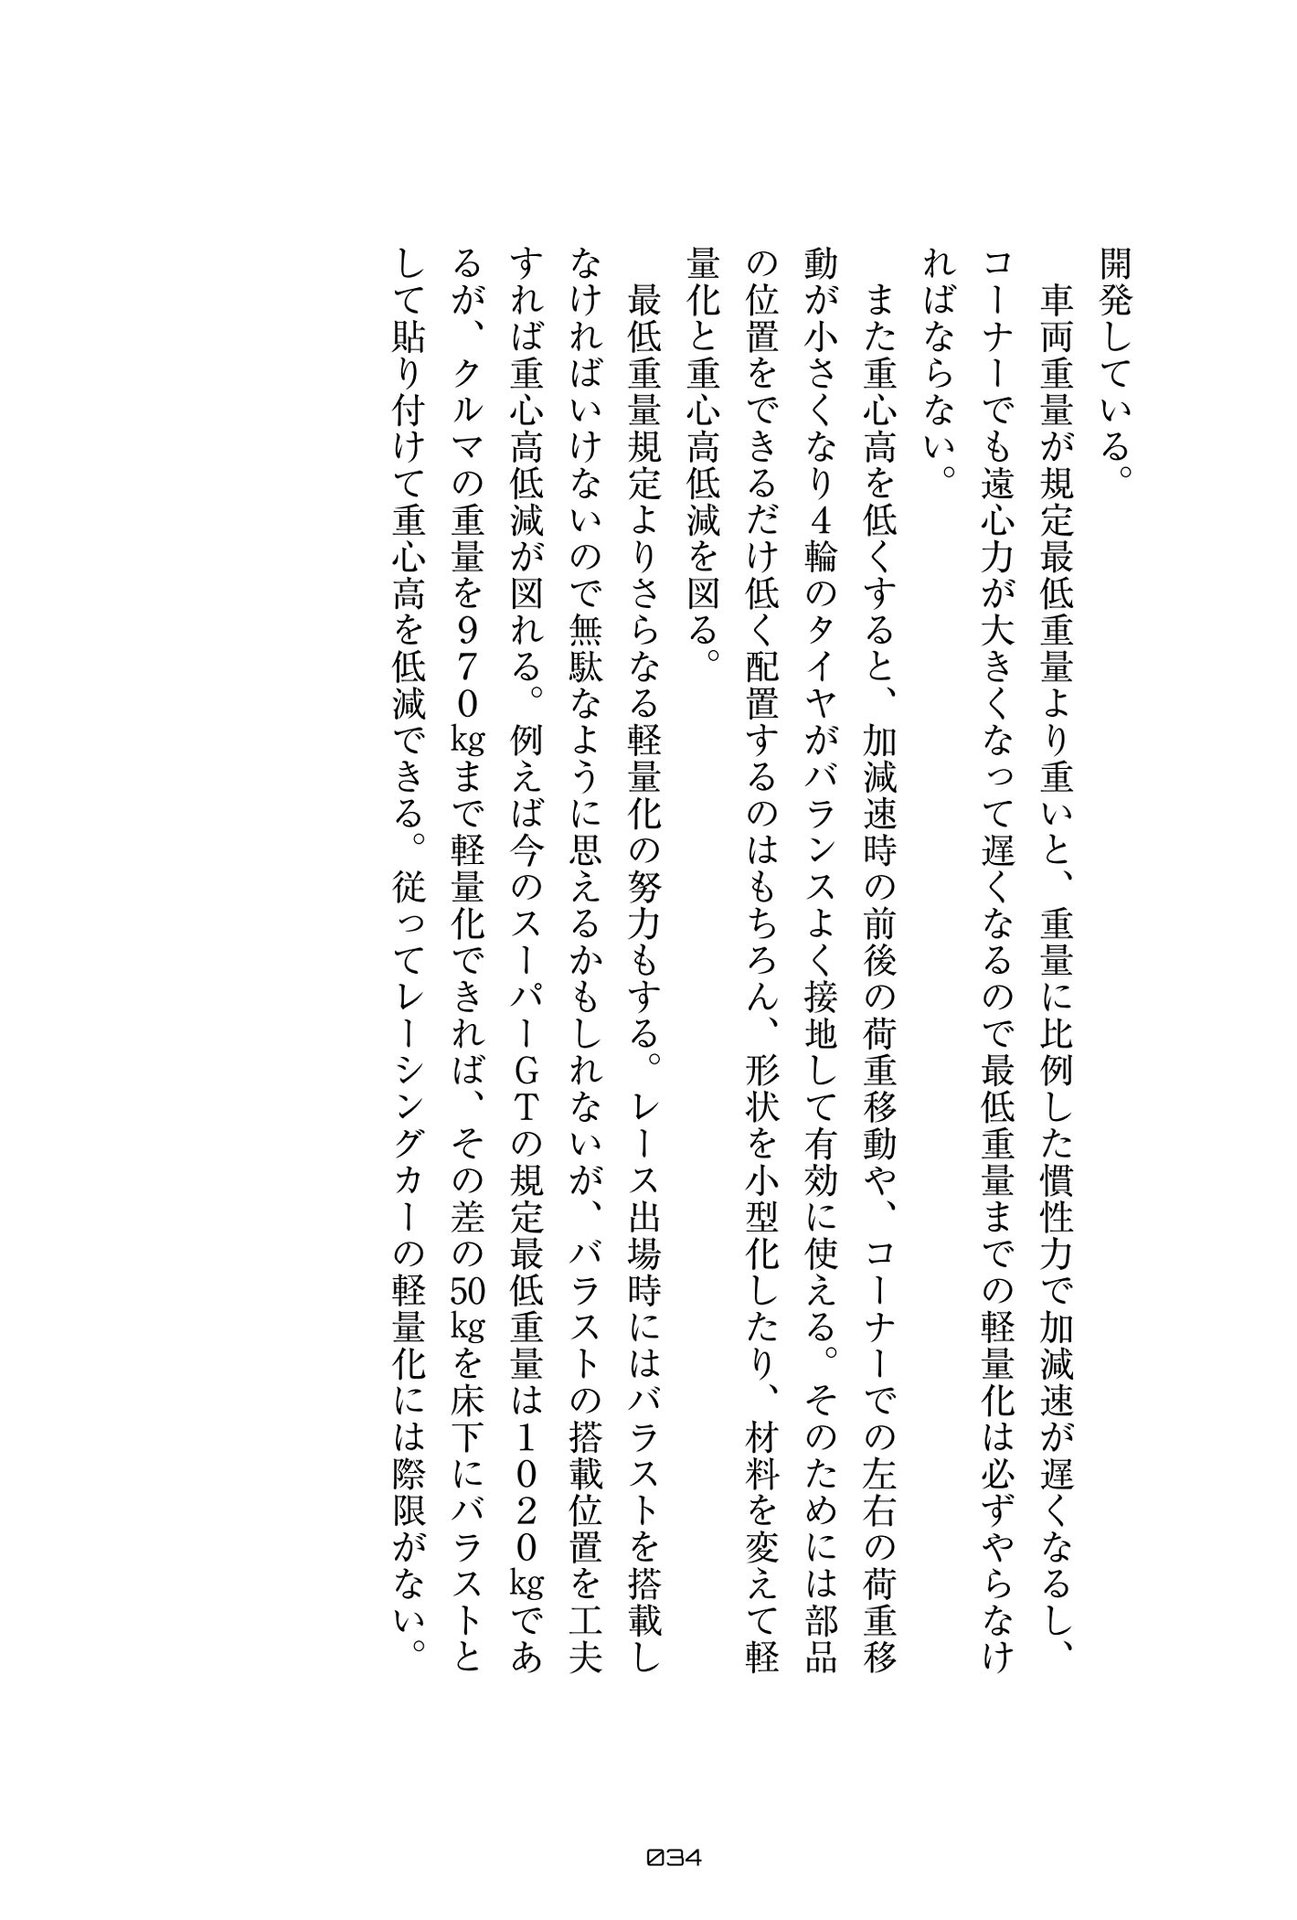 開発している。
　車両重量が規定最低重量より重いと、重量に比例した慣性力で加減速が遅くなるし、
コーナーでも遠心力が大きくなって遅くなるので最低重量までの軽量化は必ずやらなけ
ればならない。
　また重心高を低くすると、加減速時の前後の荷重移動や、コーナーでの左右の荷重移
動が小さくなり４輪のタイヤがバランスよく接地して有効に使える。そのためには部品
の位置をできるだけ低く配置するのはもちろん、形状を小型化したり、材料を変えて軽
量化と重心高低減を図る。
　最低重量規定よりさらなる軽量化の努力もする。レース出場時にはバラストを搭載し
なければいけないので無駄なように思えるかもしれないが、バラストの搭載位置を工夫
すれば重心高低減が図れる。例えば今のスーパーＧＴの規定最低重量は１０２０kgであ
るが、クルマの重量を９７０kgまで軽量化できれば、その差の50kgを床下にバラストと
して貼り付けて重心高を低減できる。従ってレーシングカーの軽量化には際限がない。
034